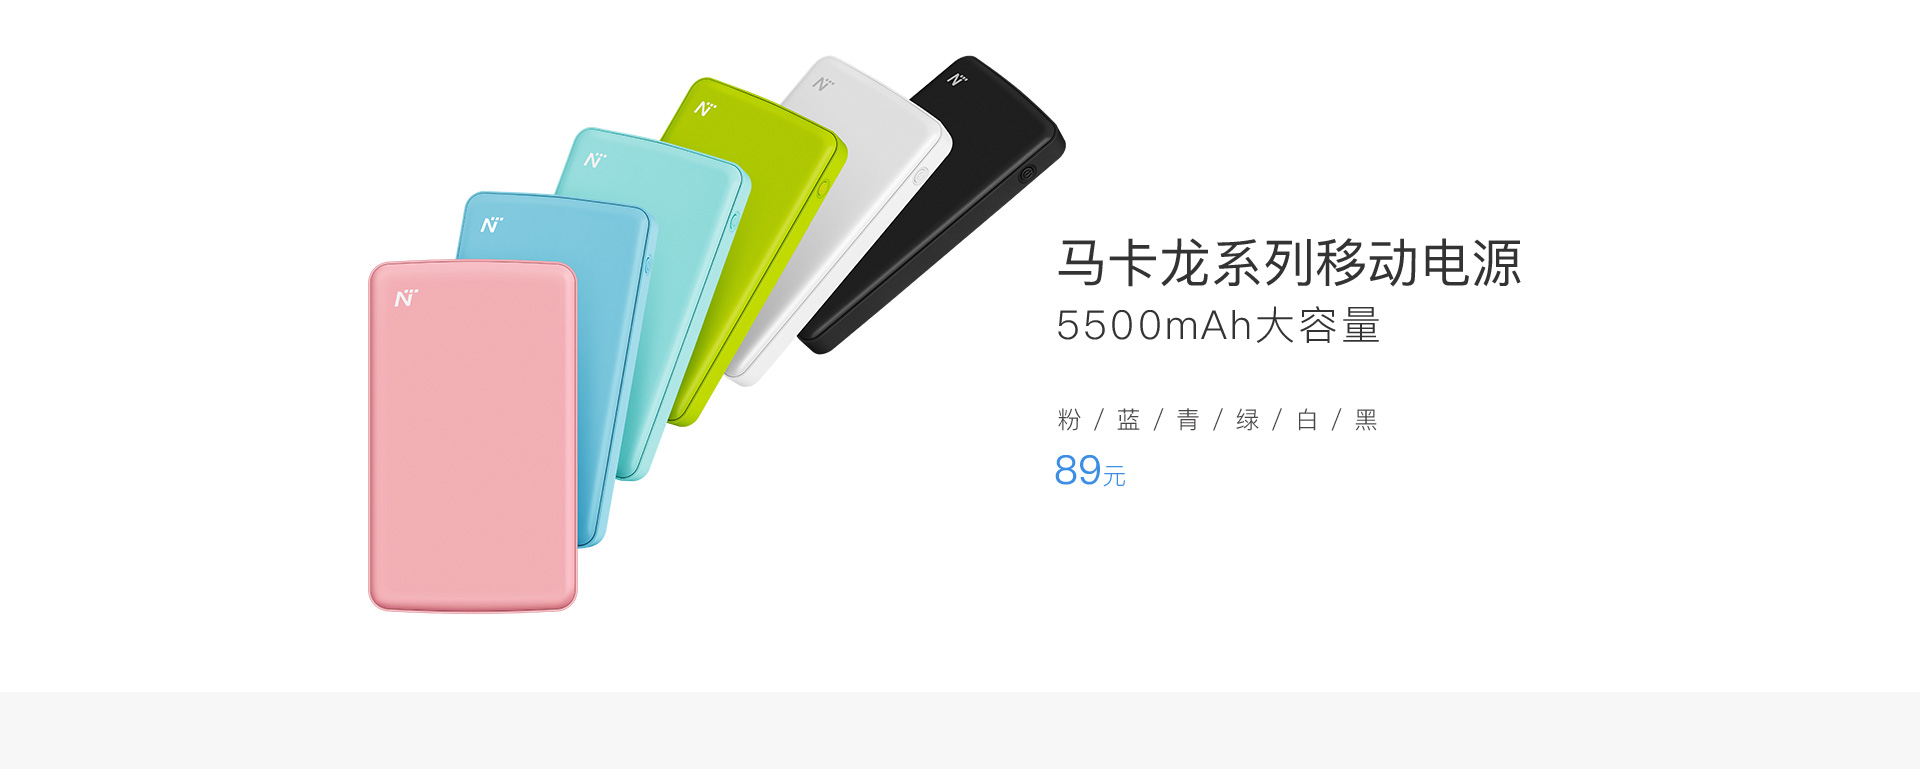 马卡龙系列移动电源
5500mAh大容量
粉 / 蓝 / 青 / 绿 / 白 / 黑
89元